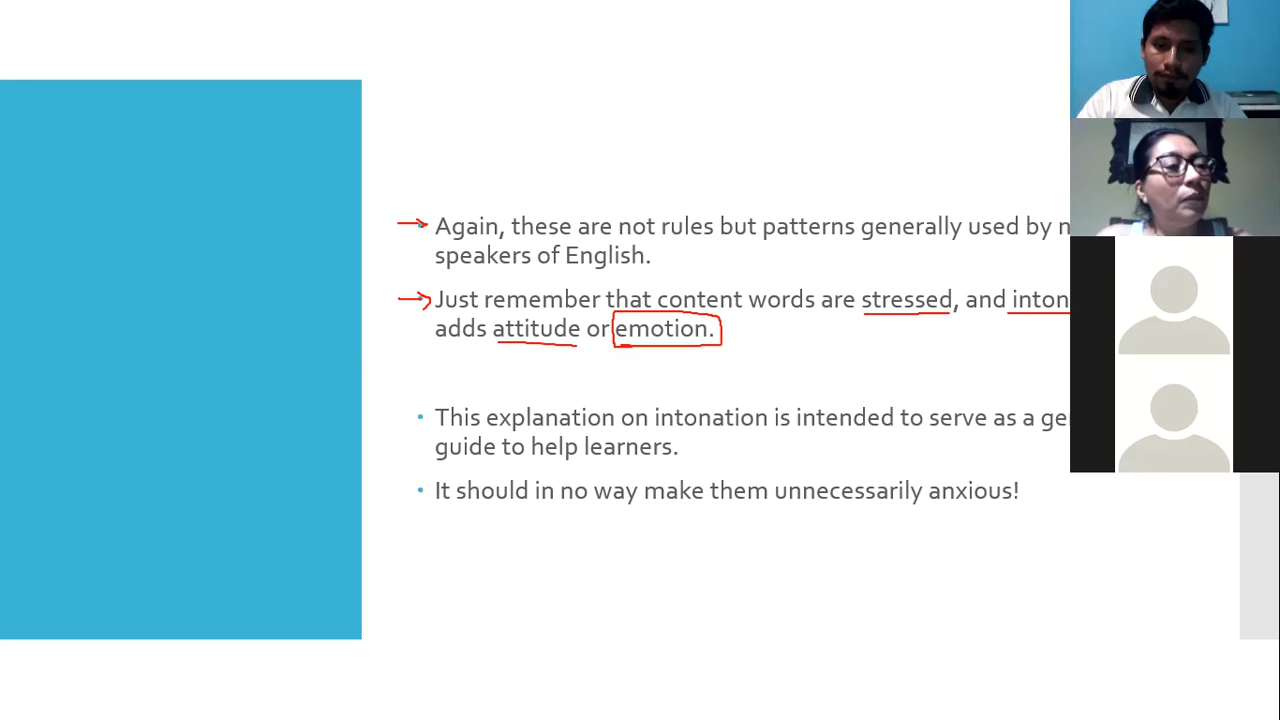 Again, these are not rules but patterns generally used by
speakers of English.
Just remember that content words are stressed, and
adds attitude or emotion.
This explanation on intonation is intended to serve as a
guide to help learners.
It should in no way make them unnecessarily anxious!